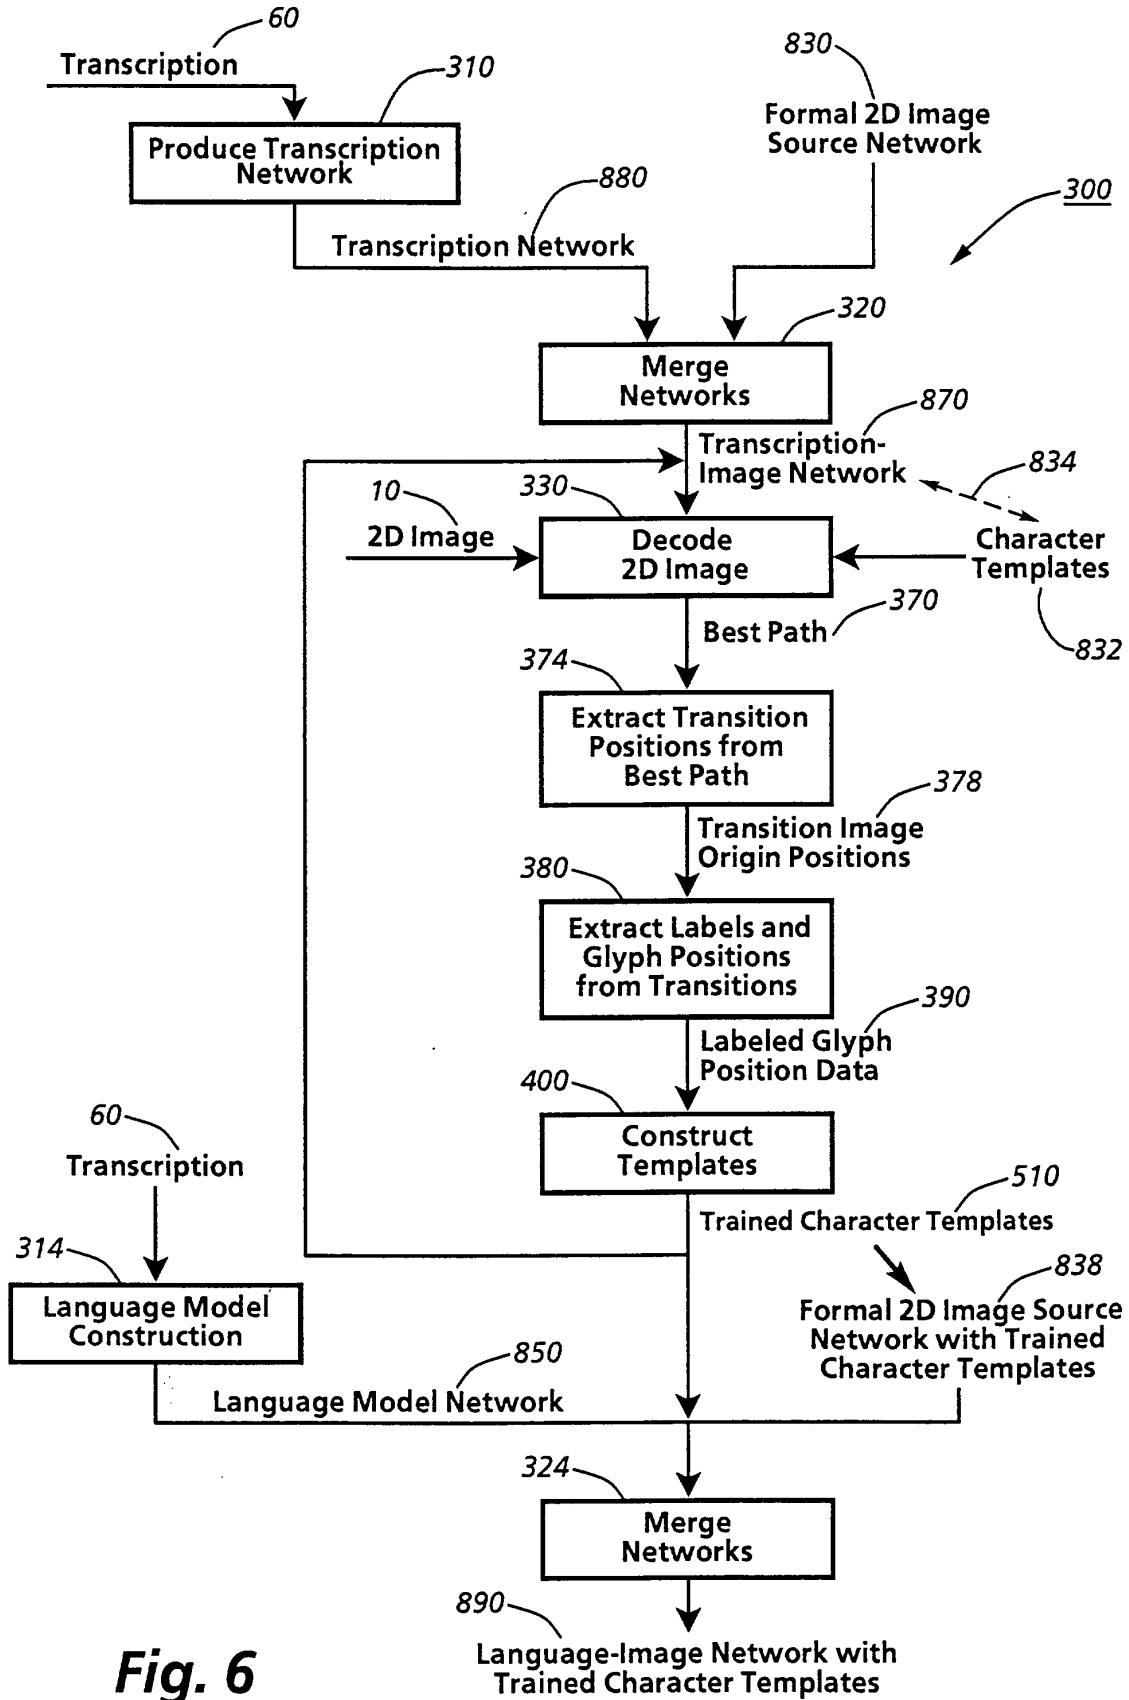 60
Transcription
310
830
Formal 2D Image
Source Network
Produce Transcription
Network
880
300
Transcription Network
320
Merge
Networks
870
Transcription-
Image Network
834
10
330
2D Image
Decode
2D Image
Character
Templates
370
Best Path
832
374
Extract Transition
Positions from
Best Path
378
Transition Image
Origin Positions
380
Extract Labels and
Glyph Positions
from Transitions
390
Labeled Glyph
Position Data
400
Construct
Templates
60
Transcription
510
Trained Character Templates
314
Language Model
Construction
838
Formal 2D Image Source
Network with Trained
Character Templates
850
Language Model Network
324
Merge
Networks
890
Language-Image Network with
Trained Character Templates
Fig. 6